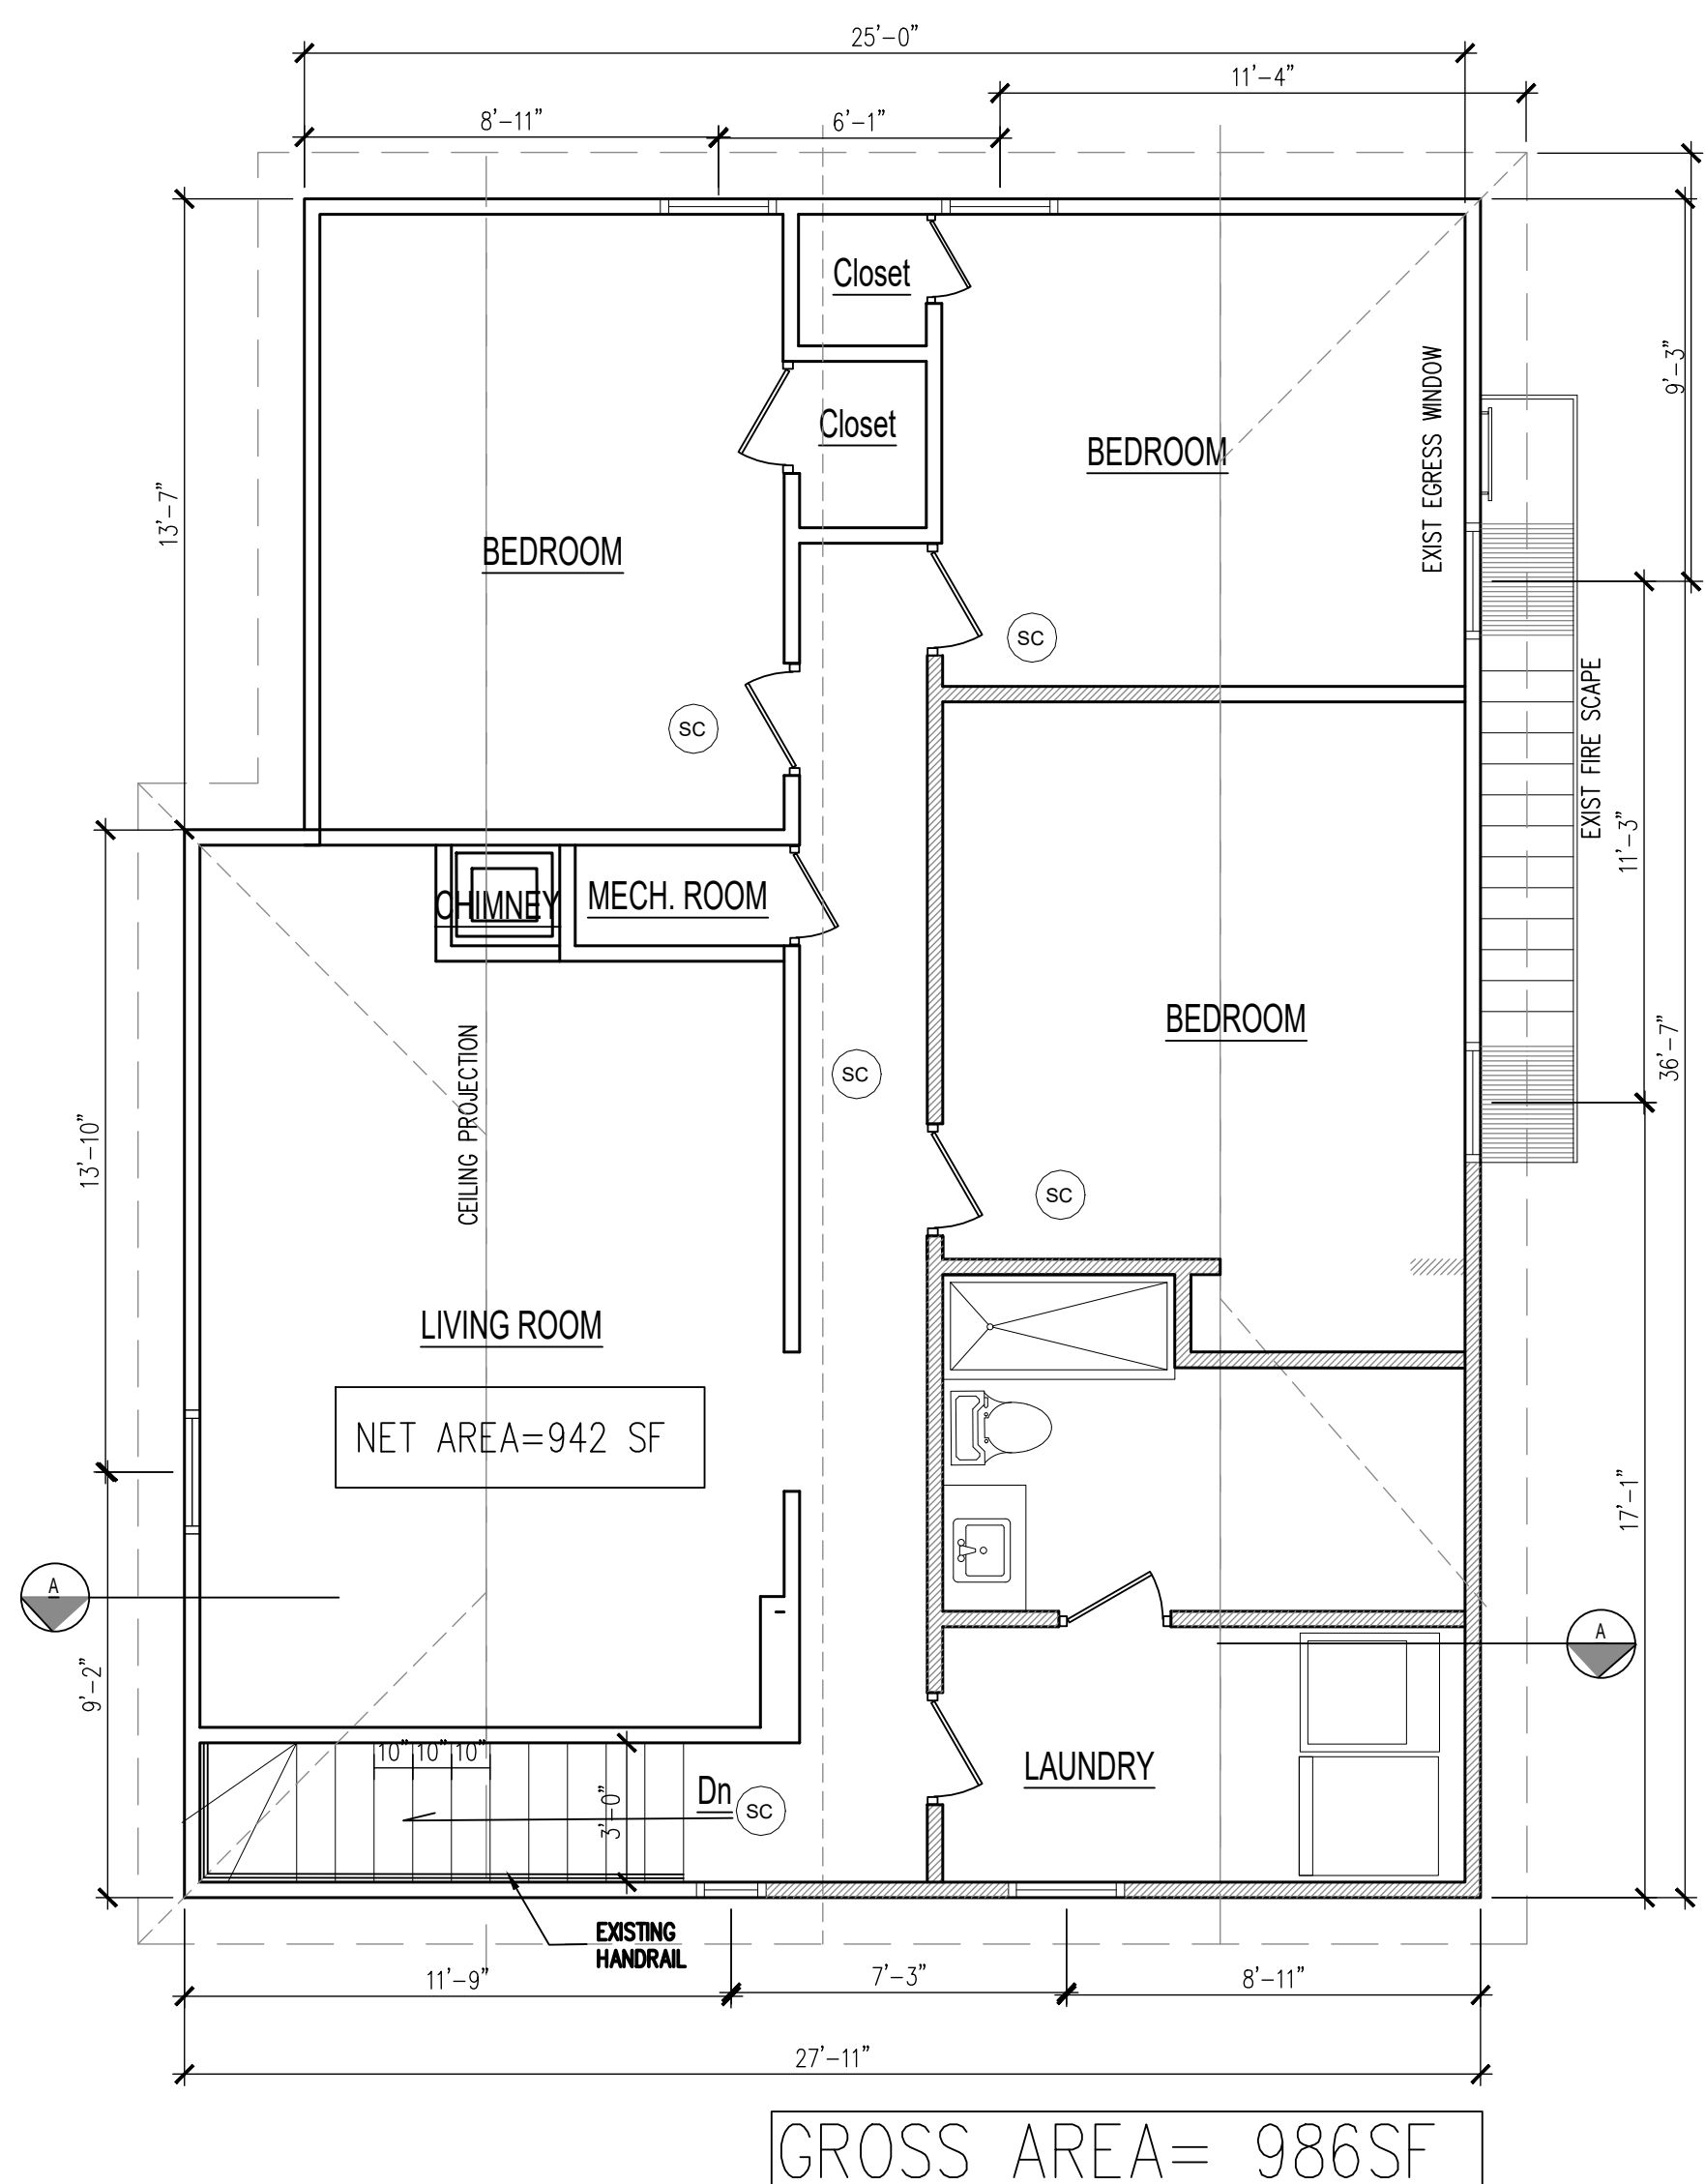 25'-0"
11'-4"
8'-11"
6'-1"
Closet
9'-3"
EXIST EGRESS WINDOW
Closet
BEDROOM
13'-7"
BEDROOM
SC
SC
EXIST FIRE SCAPE
11'-3"
CHIMNEY
MECH. ROOM
BEDROOM
36'-7"
CEILING PROJECTION
SC
13'-10"
SC
LIVING ROOM
NET AREA=942 SF
17'-1"
A
A
9'-2"
10" 10" 10"
LAUNDRY
Dn
SC
3'-0"
EXISTING
HANDRAIL
11'-9"
7'-3"
8'-11"
27'-11"
GROSS AREA= 986SF